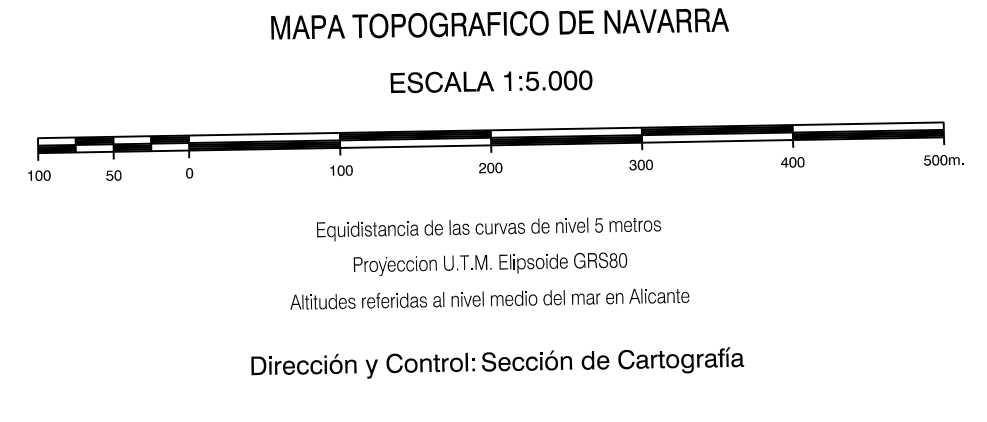 MAPA TOPOGRAFICO DE NAVARRA
ESCALA 1:5.000
100 50 0 100 200 300 400 500m.
Equidistancia de las curvas de nivel 5 metros
Proyeccion U.T.M. Elipsoide GRS80
Altitudes referidas al nivel medio del mar en Alicante
Dirección y Control: Sección de Cartografía